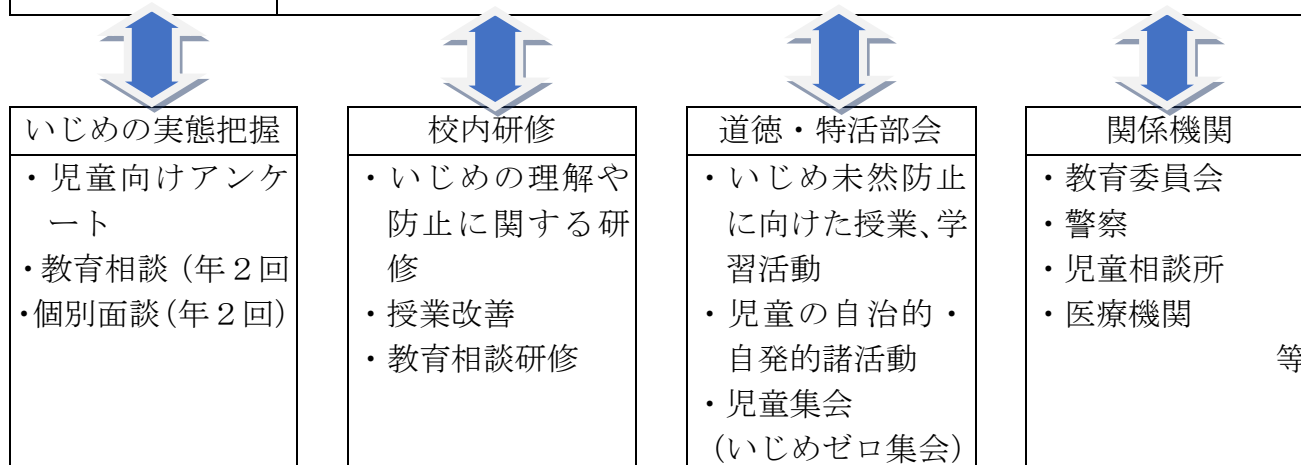 いじめの実態把握
・児童向けアンケ
ート
・教育相談（年２回
・個別面談（年２回）
校内研修
・いじめの理解や
防止に関する研
修
・授業改善
・教育相談研修
道徳・特活部会
・いじめ未然防止
に向けた授業、学
習活動
・児童の自治的・
自発的諸活動
・児童集会
（いじめゼロ集会）
関係機関
・教育委員会
・警察
・児童相談所
・医療機関
等